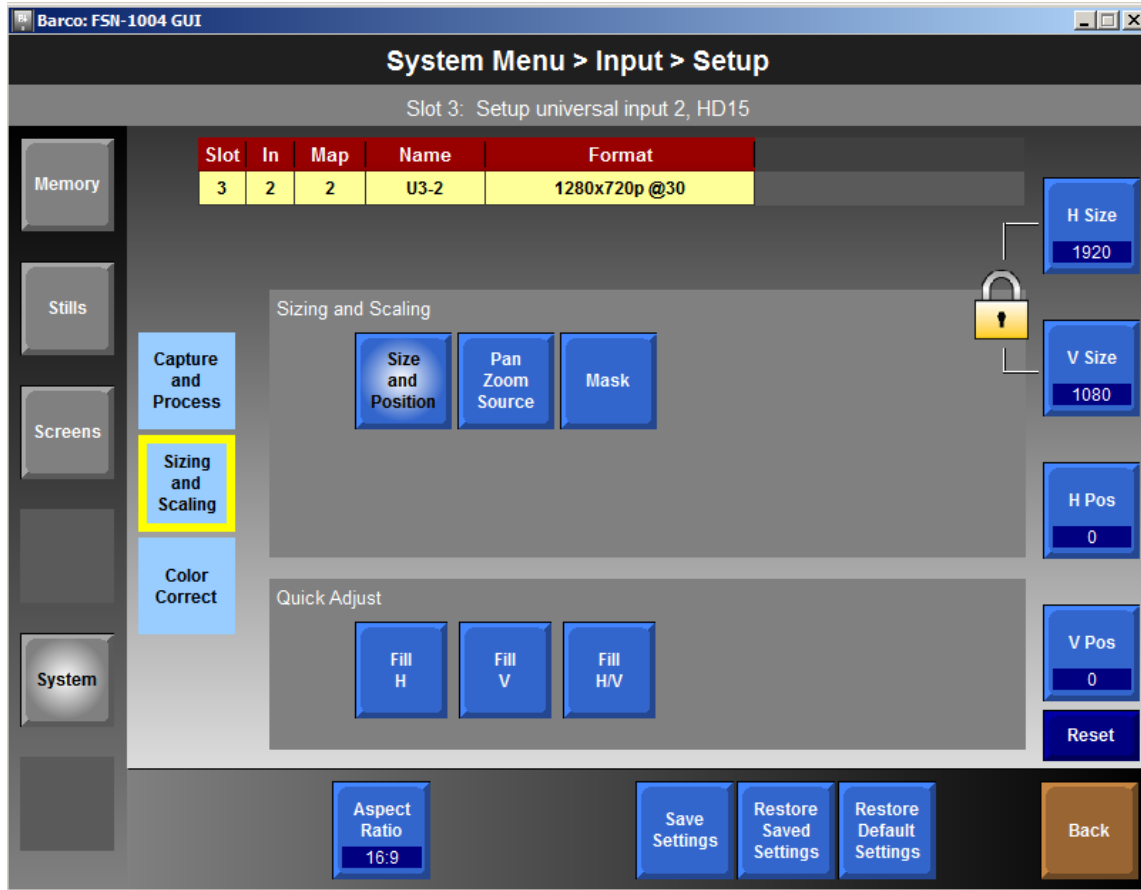 Barco: FSN-1004 GUI
System Menu > Input > Setup
Slot 3: Setup universal input 2, HD15
Slot In Map Name Format
3 2 2 U3-2 1280x720p @30
Memory
Stills
Screens
System
Capture
and
Process
Sizing
and
Scaling
Color
Correct
Sizing and Scaling
Size
and
Position
Pan
Zoom
Source
Mask
Quick Adjust
Fill
H
Fill
V
Fill
H/V
H Size
1920
V Size
1080
H Pos
0
V Pos
0
Reset
Aspect
Ratio
16:9
Save
Settings
Restore
Saved
Settings
Restore
Default
Settings
Back